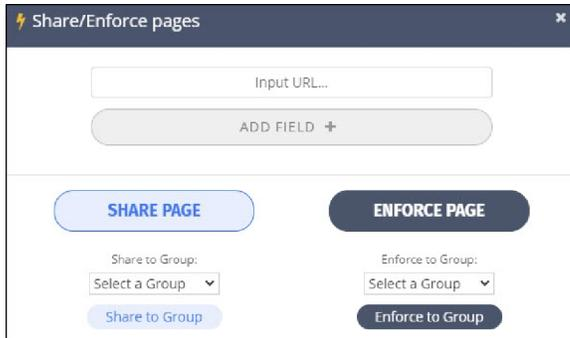 Share/Enforce pages
Input URL...
ADD FIELD +
SHARE PAGE
ENFORCE PAGE
Share to Group:
Enforce to Group:
Select a Group
Select a Group
Share to Group
Enforce to Group